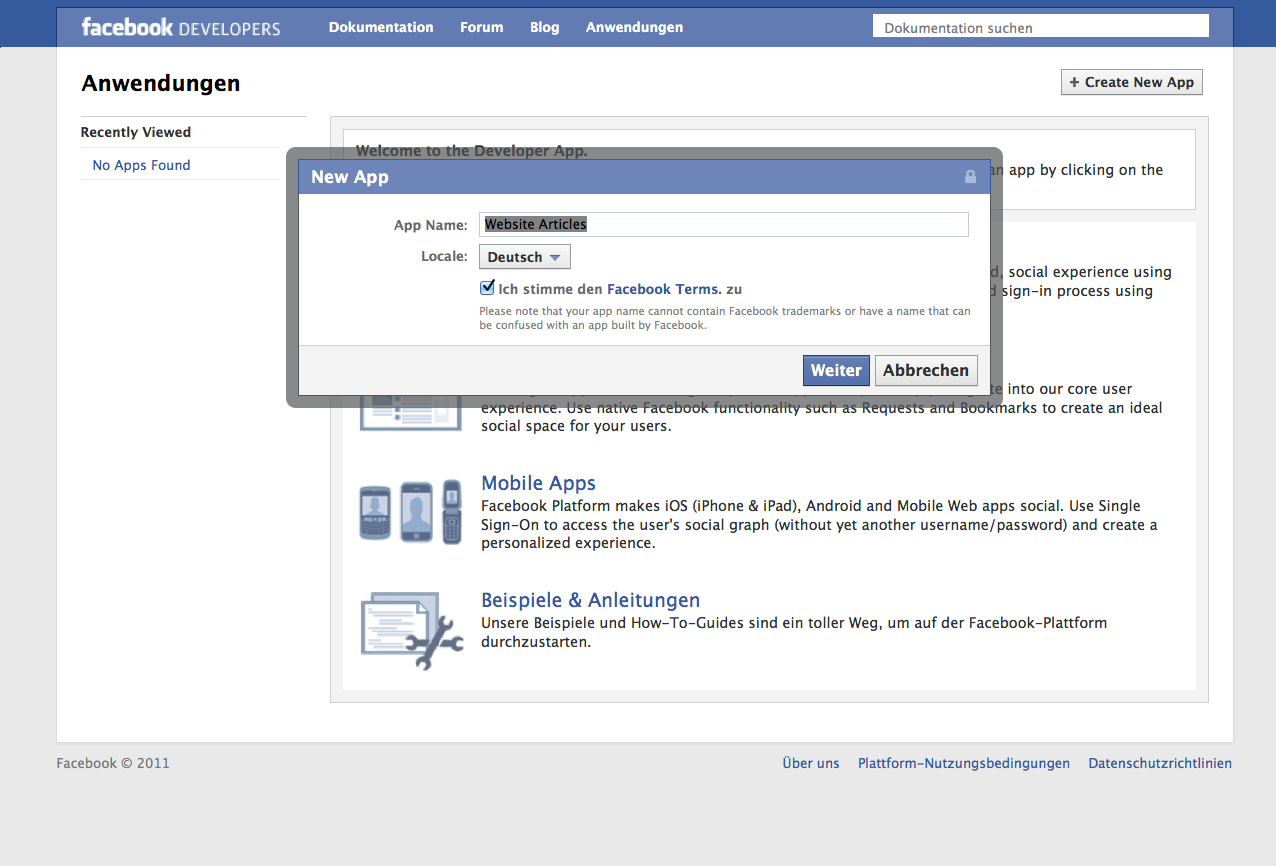 facebook DEVELOPERS Dokumentation Forum Blog Anwendungen Dokumentation suchen
Anwendungen
+ Create New App
Recently Viewed
No Apps Found
Welcome to the Developer App.
an app by clicking on the
New App
App Name: Website Articles
Locale: Deutsch
Ich stimme den Facebook Terms. zu
Please note that your app name cannot contain Facebook trademarks or have a name that can
be confused with an app built by Facebook.
Weiter Abbrechen
, social experience using
sign-in process using
into our core user
experience. Use native Facebook functionality such as Requests and Bookmarks to create an ideal
social space for your users.
Mobile Apps
Facebook Platform makes iOS (iPhone & iPad), Android and Mobile Web apps social. Use Single
Sign-On to access the user's social graph (without yet another username/password) and create a
personalized experience.
Beispiele & Anleitungen
Unsere Beispiele und How-To-Guides sind ein toller Weg, um auf der Facebook-Plattform
durchzustarten.
Facebook © 2011
Über uns Plattform-Nutzungsbedingungen Datenschutzrichtlinien